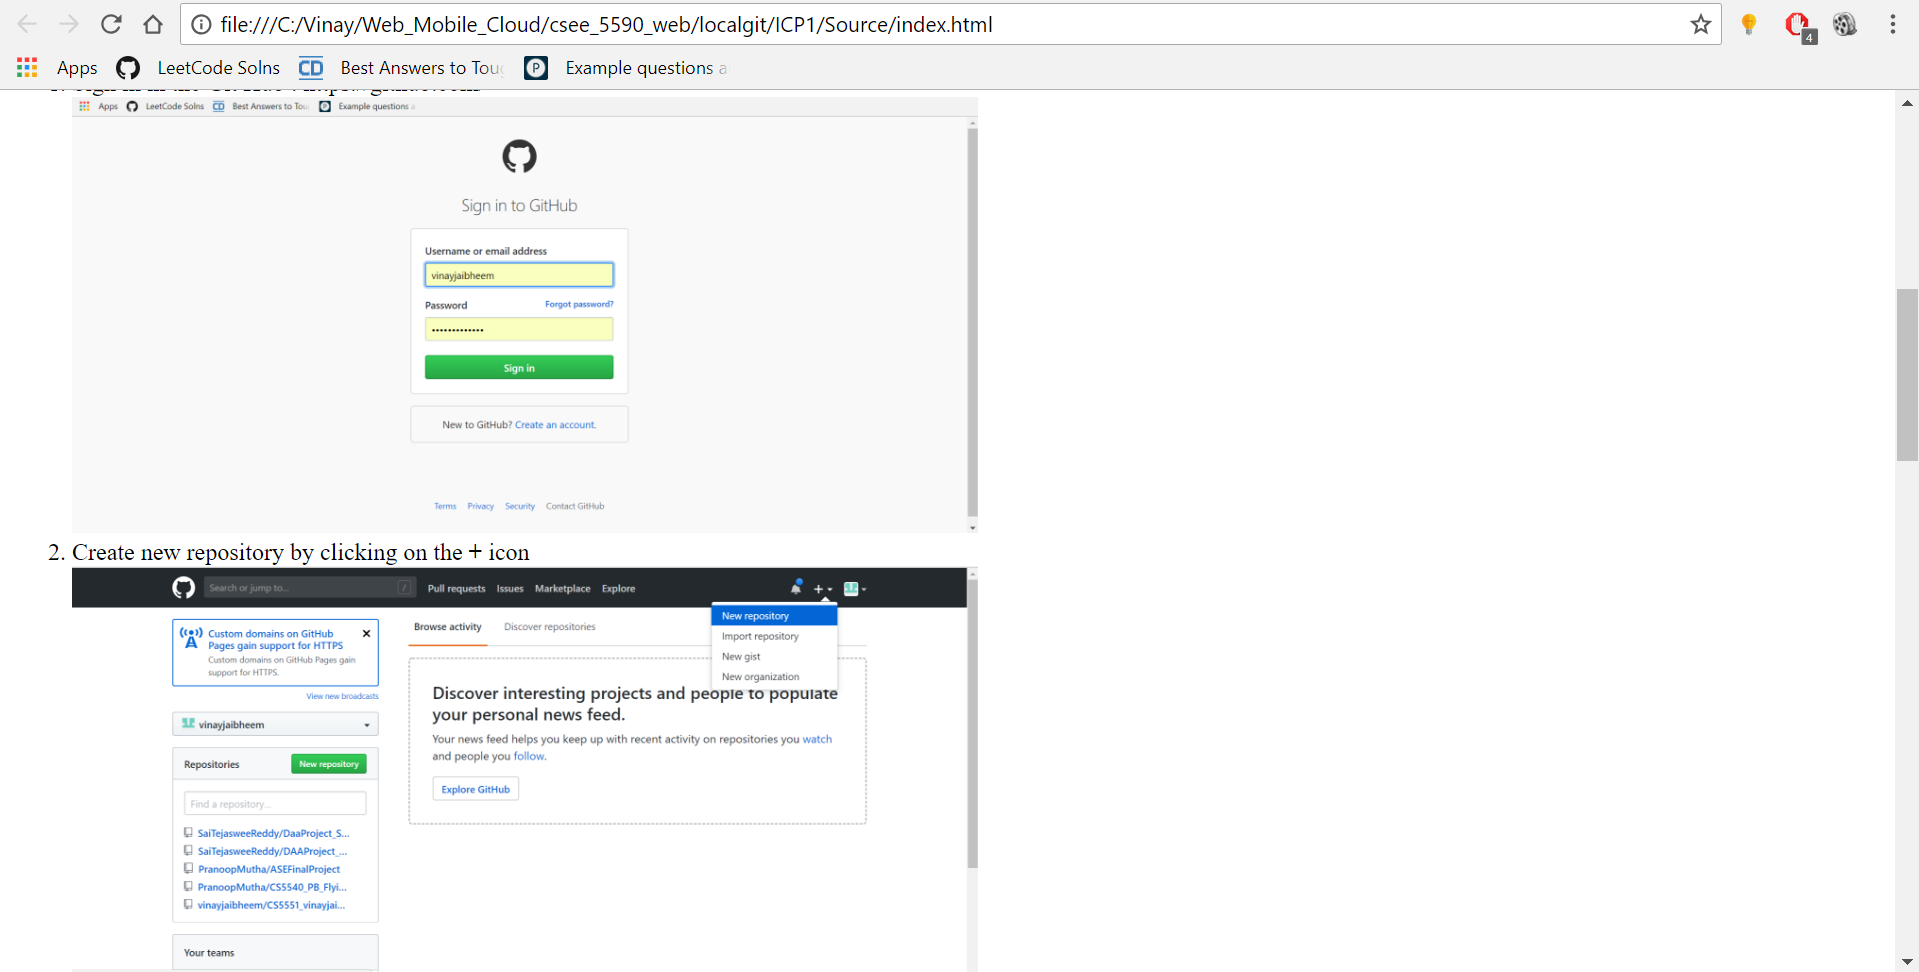 file:///C:/Vinay/Web_Mobile_Cloud/csee_5590_web/localgit/ICP1/Source/index.html
4
Apps LeetCode Solns CD Best Answers to Toug P Example questions a
Apps LeetCode Solns CD Best Answers to Tou P Example questions a
Sign in to GitHub
Username or email address
vinayjaibheem
Password Forgot password?
•••••••••••••
Sign in
New to GitHub? Create an account.
Terms Privacy Security Contact GitHub
2. Create new repository by clicking on the + icon
Search or jump to... / Pull requests Issues Marketplace Explore +
New repository
Import repository
New gist
New organization
Custom domains on GitHub
Pages gain support for HTTPS
Custom domains on GitHub Pages gain
support for HTTPS.
View new broadcasts
vinayjaibheem
Repositories New repository
Find a repository...
SaiTejasweeReddy/DaaProject_S...
SaiTejasweeReddy/DAAProject_...
PranoopMutha/ASEFinalProject
PranoopMutha/CS5540_PB_Flyi...
vinayjaibheem/CS5551_vinayjai...
Your teams
Browse activity Discover repositories
Discover interesting projects and people to populate
your personal news feed.
Your news feed helps you keep up with recent activity on repositories you watch
and people you follow.
Explore GitHub